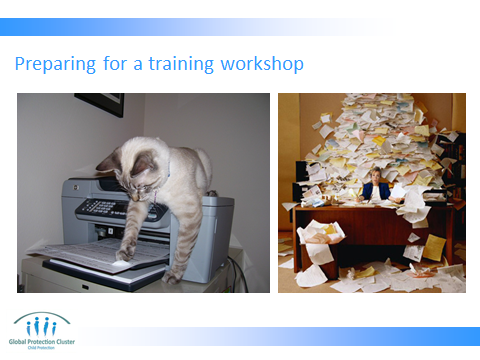 Preparing for a training workshop
Global Protection Cluster
Child Protection